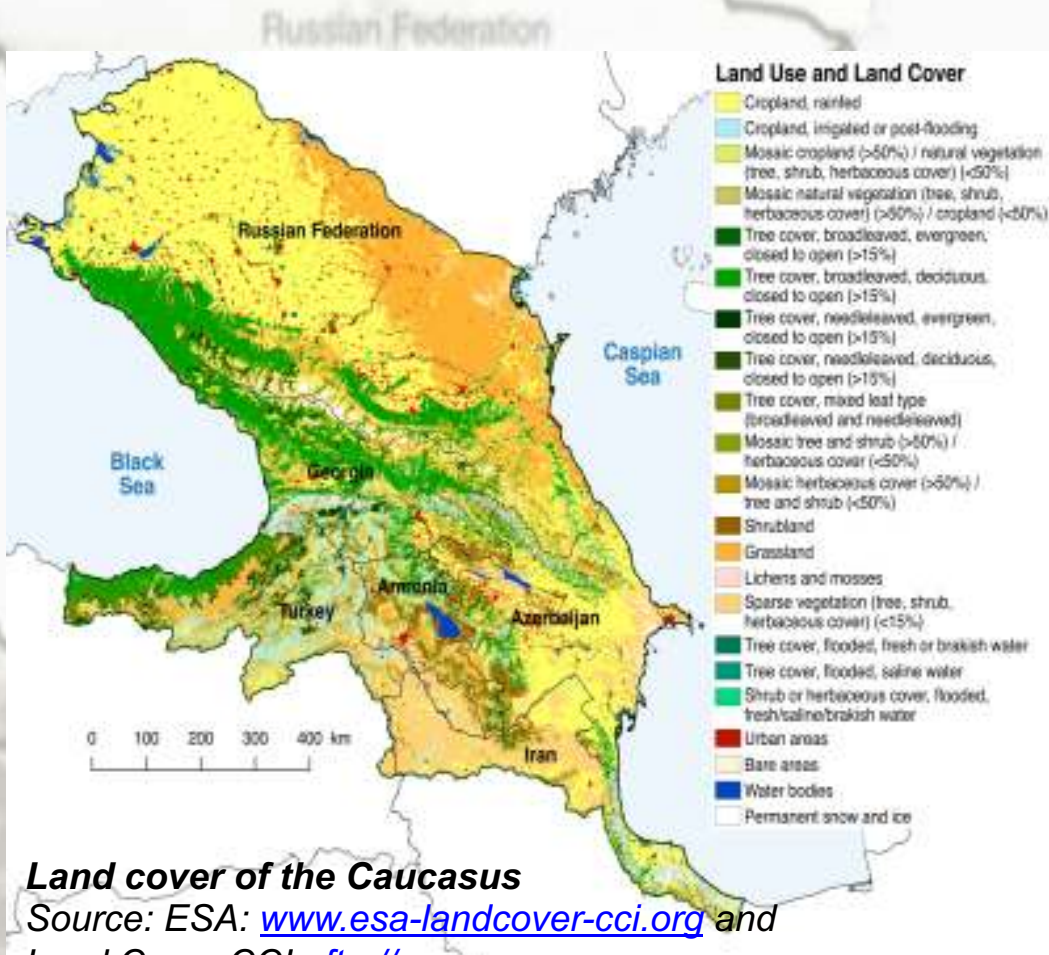 Russian Federation
Land Use and Land Cover
Cropland, rainfed
Cropland, irrigated or post-flooding
Mosaic cropland (>50%) / natural vegetation
(tree, shrub, herbaceous cover) (<50%)
Mosaic natural vegetation (tree, shrub,
herbaceous cover) (>50%) / cropland (<50%)
Tree cover, broadleaved, evergreen,
closed to open (>15%)
Tree cover, broadleaved, deciduous,
closed to open (>15%)
Tree cover, needleleaved, evergreen,
closed to open (>15%)
Tree cover, needleleaved, deciduous,
closed to open (>15%)
Tree cover, mixed leaf type
(broadleaved and needleleaved)
Mosaic tree and shrub (>50%) /
herbaceous cover (<50%)
Mosaic herbaceous cover (>50%) /
tree and shrub (<50%)
Shrubland
Grassland
Lichens and mosses
Sparse vegetation (tree, shrub,
herbaceous cover) (<15%)
Tree cover, flooded, fresh or brakish water
Tree cover, flooded, saline water
Shrub or herbaceous cover, flooded,
fresh/saline/brakish water
Urban areas
Bare areas
Water bodies
Permanent snow and ice
Russian Federation
Caspian
Sea
Black
Sea
Georgia
Armenia
Turkey
Azerbaijan
Iran
0 100 200 300 400 km
Land cover of the Caucasus
Source: ESA: www.esa-landcover-cci.org and